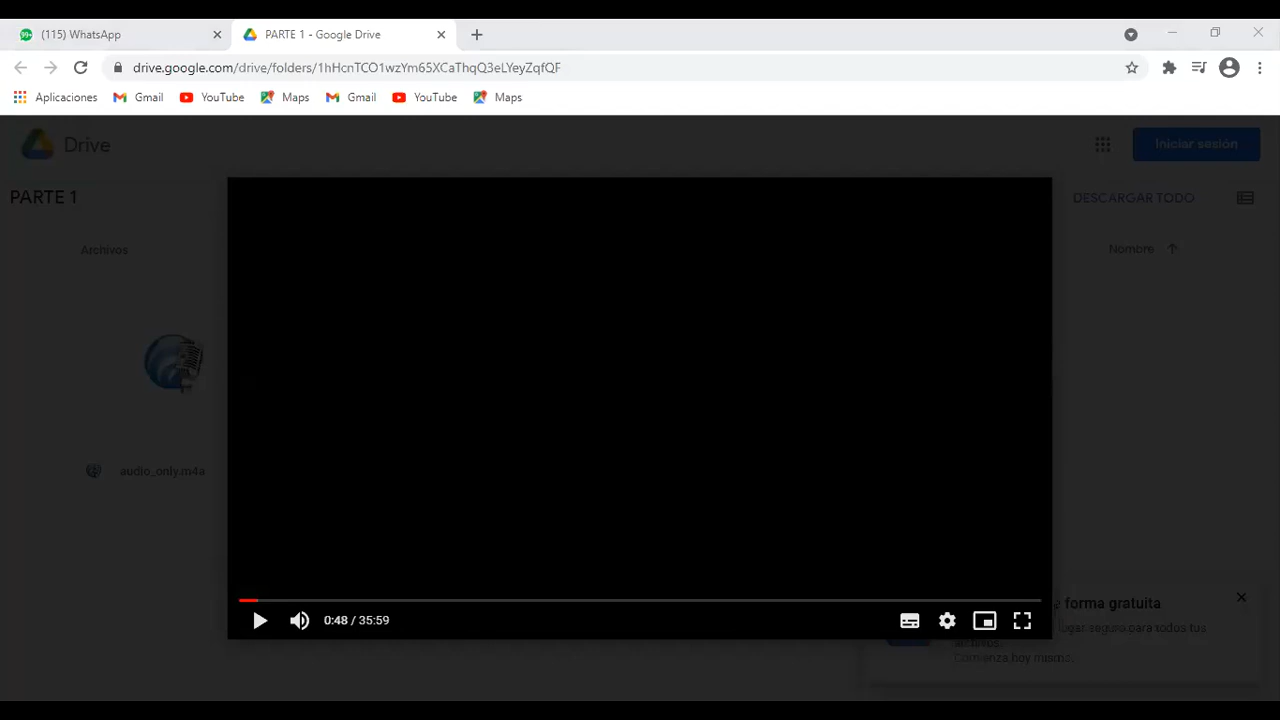 99+ (115) WhatsApp
PARTE 1 - Google Drive
drive.google.com/drive/folders/1hHcnTCO1wzYm65XCaThqQ3eLYeyZqfQF
Aplicaciones Gmail YouTube Maps Gmail YouTube Maps
Drive
Iniciar sesión
PARTE 1
DESCARGAR TODO
Archivos
Nombre
audio_only.m4a
forma gratuita
lugar seguro para todos tus
archivos.
Comienza hoy mismo.
0:48 / 35:59